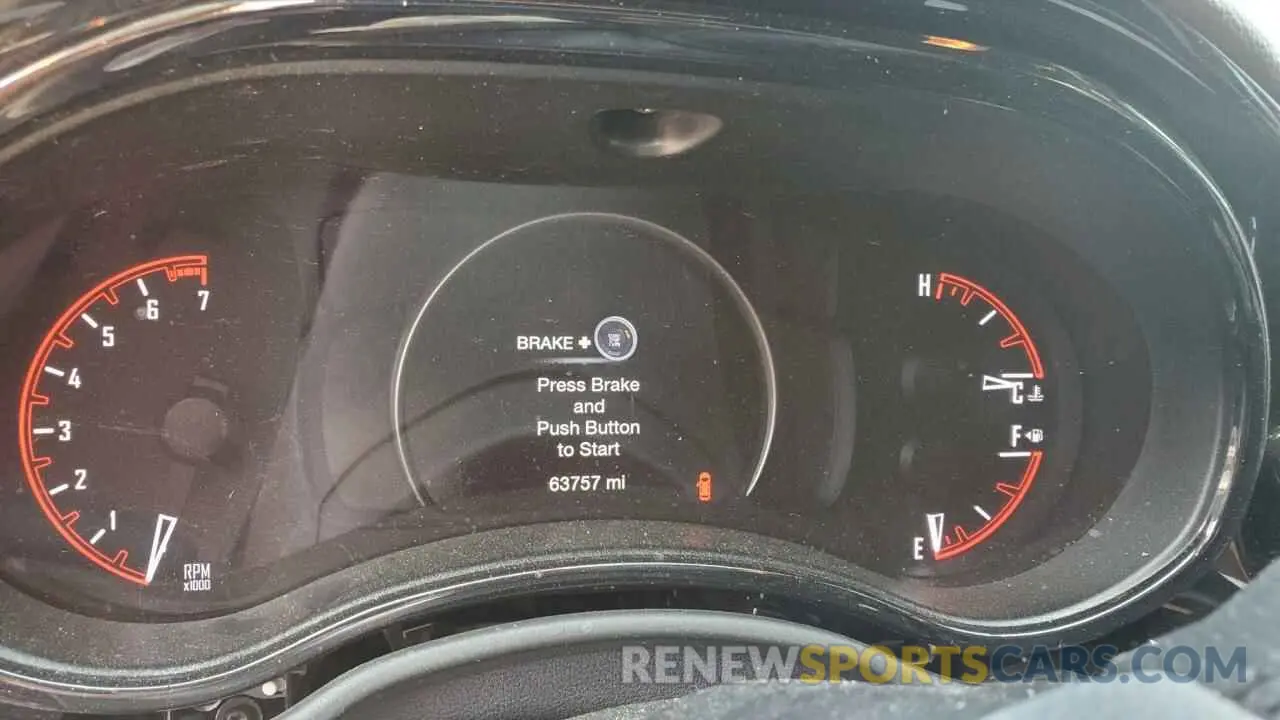 BRAKE +
Press Brake
and
Push Button
to Start
63757 mi
1
2
3
4
5
6
7
RPM
x1000
H
C
F
E
RENEWSPORTSCARS.COM